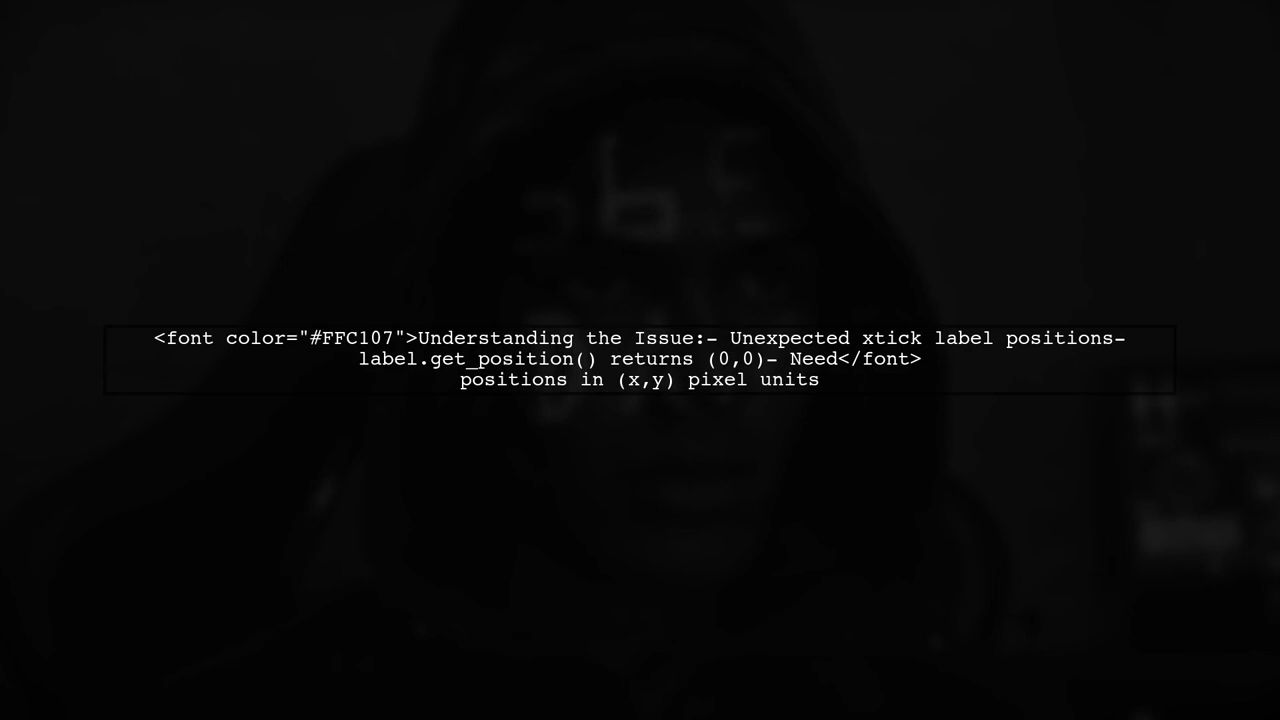 <font color="#FFC107">Understanding the Issue:- Unexpected xtick label positions-
label.get_position() returns (0,0)- Need</font>
positions in (x,y) pixel units